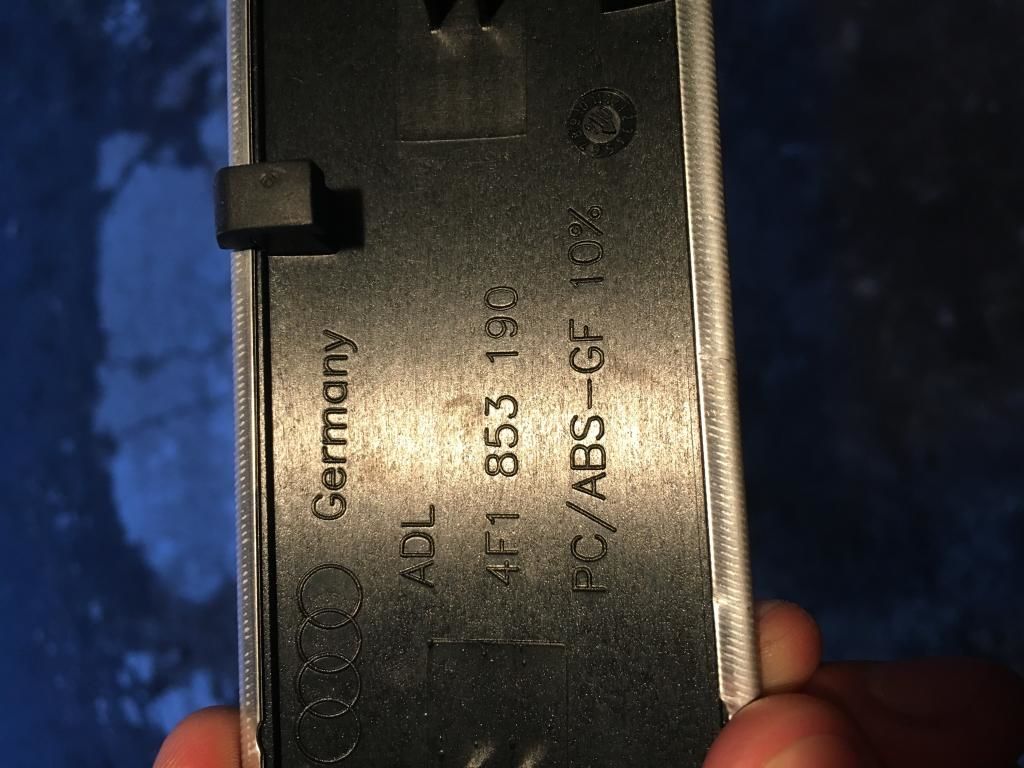 Germany
ADL
4F1 853 190
PC/ABS-GF 10%